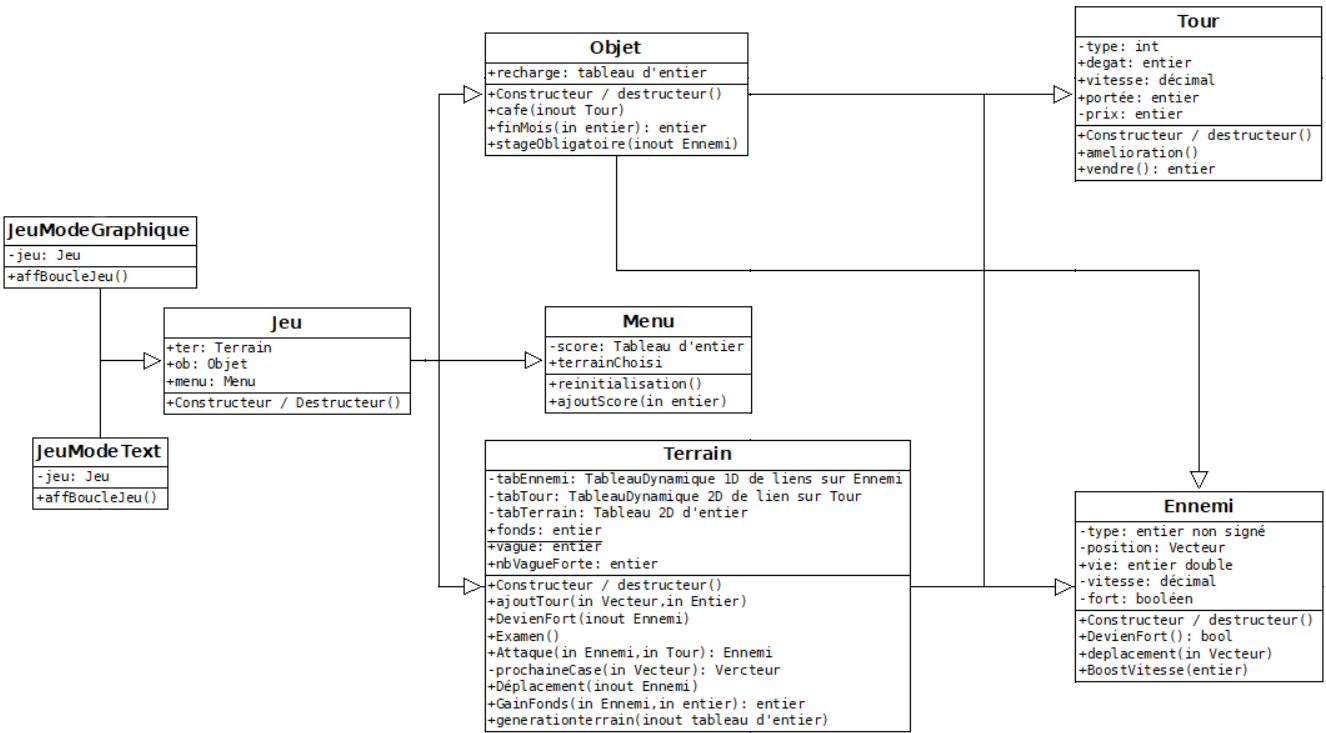 Objet
+recharge: tableau d'entier
+Constructeur / destructeur()
+cafe(inout Tour)
+finMois(in entier): entier
+stageObligatoire(inout Ennemi)
Tour
-type: int
+degat: entier
+vitesse: décimal
+portée: entier
-prix: entier
+Constructeur / destructeur()
+amelioration()
+vendre(): entier
JeuModeGraphique
-jeu: Jeu
+affBoucleJeu()
Jeu
+ter: Terrain
+ob: Objet
+menu: Menu
+Constructeur / Destructeur()
Menu
-score: Tableau d'entier
+terrainChoisi
+reinitialisation()
+ajoutScore(in entier)
JeuModeText
-jeu: Jeu
+affBoucleJeu()
Terrain
-tabEnnemi: TableauDynamique 1D de liens sur Ennemi
-tabTour: TableauDynamique 2D de lien sur Tour
-tabTerrain: Tableau 2D d'entier
+fonds: entier
+vague: entier
+nbVagueForte: entier
+Constructeur / destructeur()
+ajoutTour(in Vecteur,in Entier)
+DevienFort(inout Ennemi)
+Examen()
+Attaque(in Ennemi,in Tour): Ennemi
-prochaineCase(in Vecteur): Vercteur
+Déplacement(inout Ennemi)
+GainFonds(in Ennemi,in entier): entier
+generationterrain(inout tableau d'entier)
Ennemi
-type: entier non signé
-position: Vecteur
+vie: entier double
-vitesse: décimal
-fort: booléen
+Constructeur / destructeur()
+DevienFort(): bool
+deplacement(in Vecteur)
+BoostVitesse(entier)